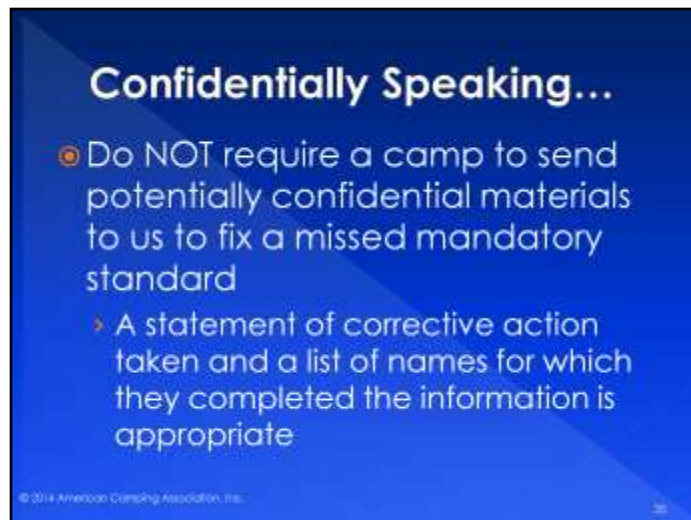 Confidentially Speaking...
Do NOT require a camp to send
potentially confidential materials
to us to fix a missed mandatory
standard
› A statement of corrective action
taken and a list of names for which
they completed the information is
appropriate
© 2014 American Camping Association, Inc.